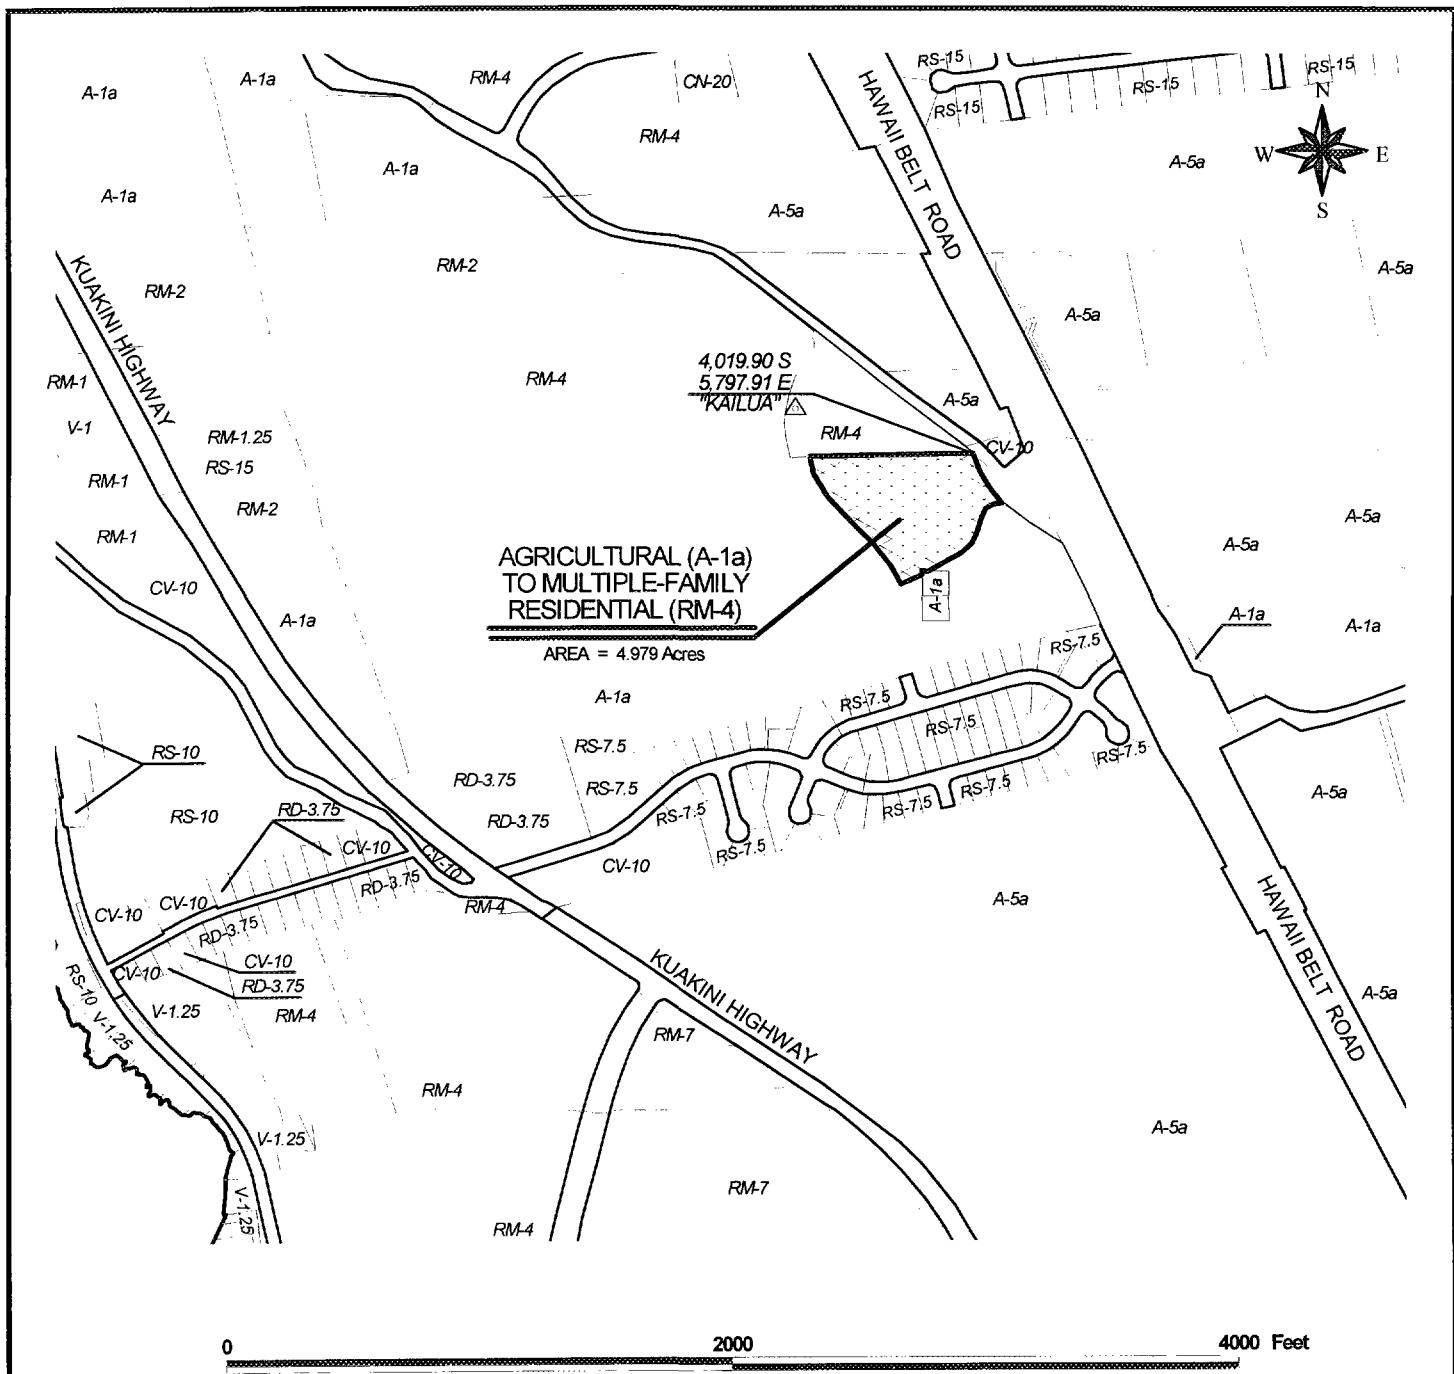 RS-15
A-1a
A-1a
RM-4
CN-20
RS-15
RS-15
RS-15
N
W
E
S
HAWAII BELT ROAD
RM-4
A-1a
A-5a
A-1a
A-5a
RM-2
RM-2
A-5a
A-5a
KUAKINI HIGHWAY
4,019.90 S
5,797.91 E
"KAILUA"
RM-1
RM-4
A-5a
V-1
RM-1.25
RM-4
CV-10
RS-15
RM-1
RM-2
A-5a
RM-1
A-5a
AGRICULTURAL (A-1a)
TO MULTIPLE-FAMILY
RESIDENTIAL (RM-4)
AREA = 4.979 Acres
CV-10
A-1a
A-1a
A-1a
A-1a
RS-7.5
A-1a
RS-7.5
RS-7.5
RS-7.5
RS-7.5
RS-10
RD-3.75
RS-7.5
RS-7.5
RS-7.5
A-5a
RS-10
RD-3.75
RD-3.75
RS-7.5
RS-7.5
RS-7.5
CV-10
CV-10
CV-10
RD-3.75
CV-10
CV-10
RM-4
RD-3.75
A-5a
HAWAII BELT ROAD
CV-10
CV-10
RD-3.75
RS-10
V-1.25
RM-4
KUAKINI HIGHWAY
A-5a
V-1.25
RM-7
RM-4
V-1.25
A-5a
V-1.25
RM-7
RM-4
0 2000 4000 Feet